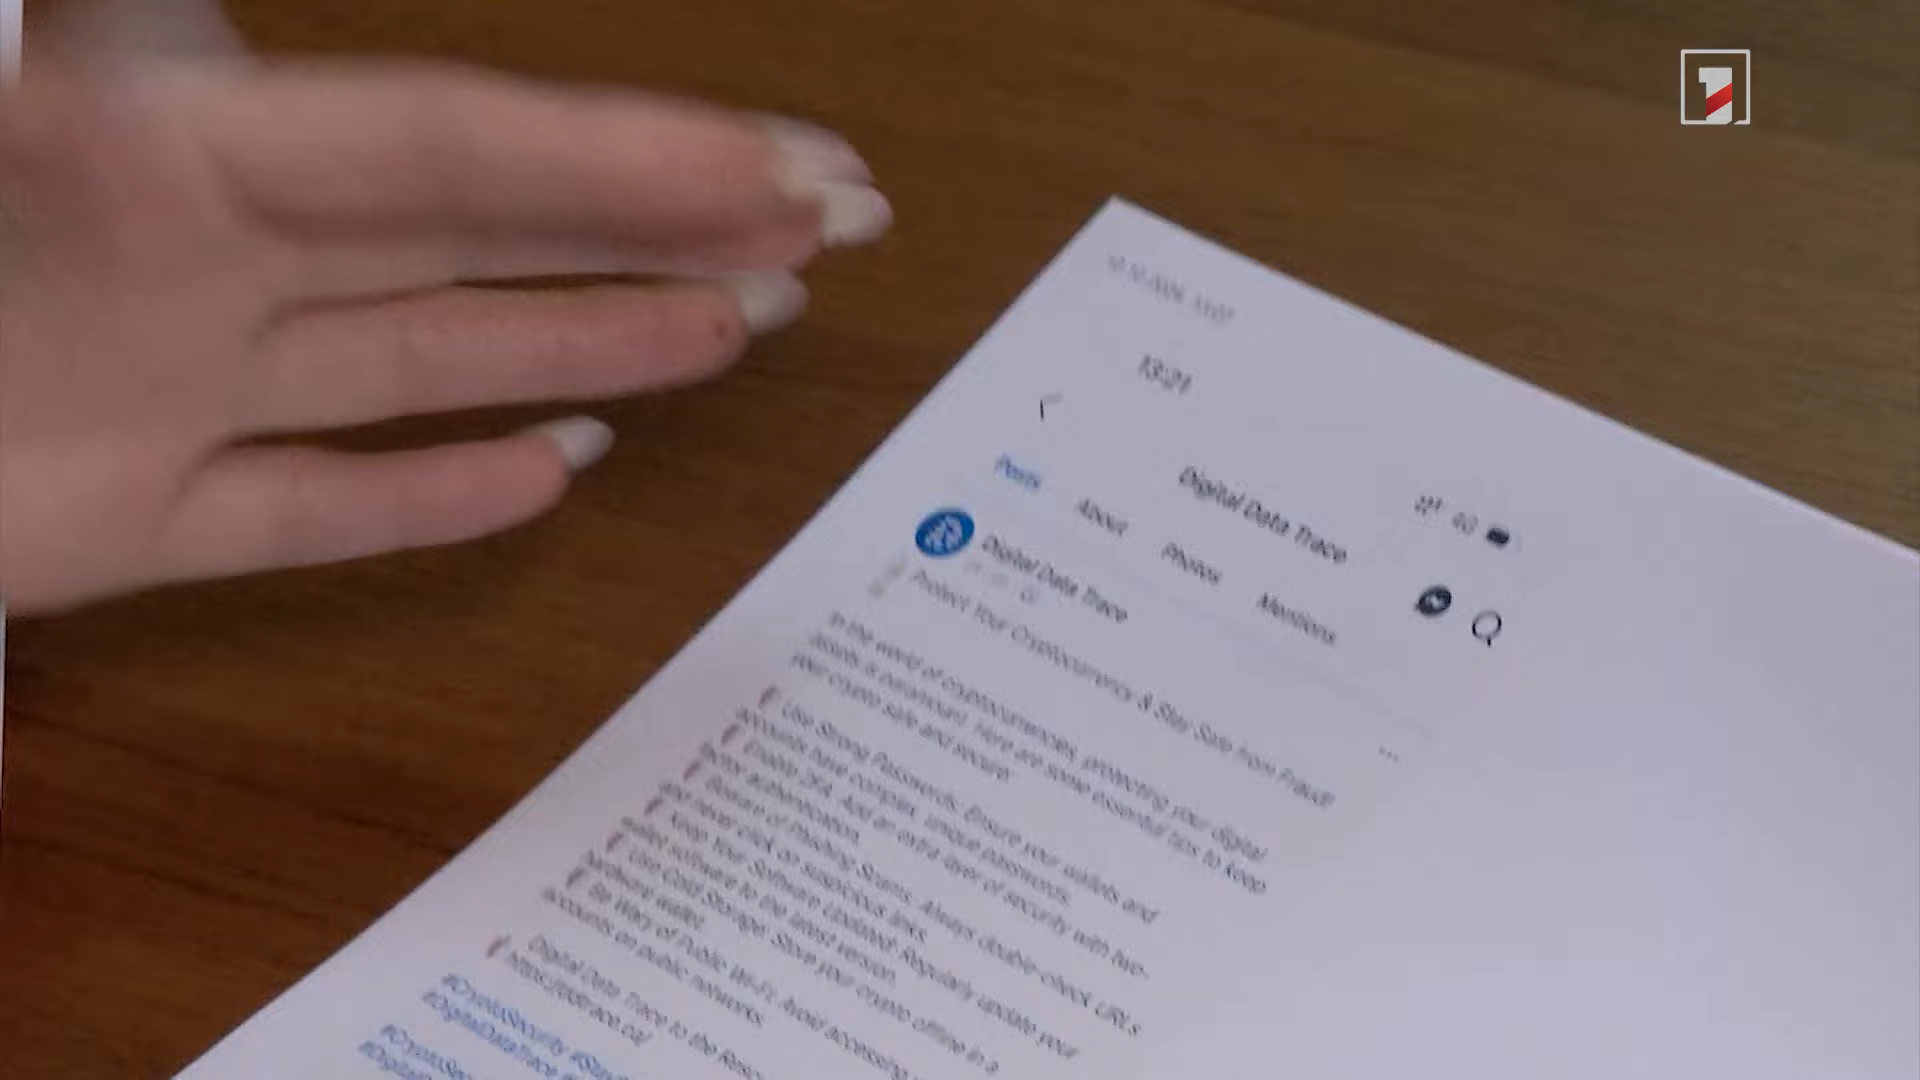 13:21
Digital Data Trace
Posts About Photos Mentions
Digital Data Trace
Protect Your Cryptocurrency & Stay Safe from Fraud!
In the world of cryptocurrencies, protecting your digital
assets is paramount. Here are some essential tips to keep
your crypto safe and secure:
Use Strong Passwords: Ensure your wallets and
accounts have complex, unique passwords.
Enable 2FA: Add an extra layer of security with two-
factor authentication.
Beware of Phishing Scams: Always double-check URLs
and never click on suspicious links.
Keep Your Software Updated: Regularly update your
wallet software to the latest version.
Use Cold Storage: Store your crypto offline in a
hardware wallet.
Be Wary of Public Wi-Fi: Avoid accessing
accounts on public networks.
Digital Data Trace to the
#CryptoSecurity
#DigitalDataTrace